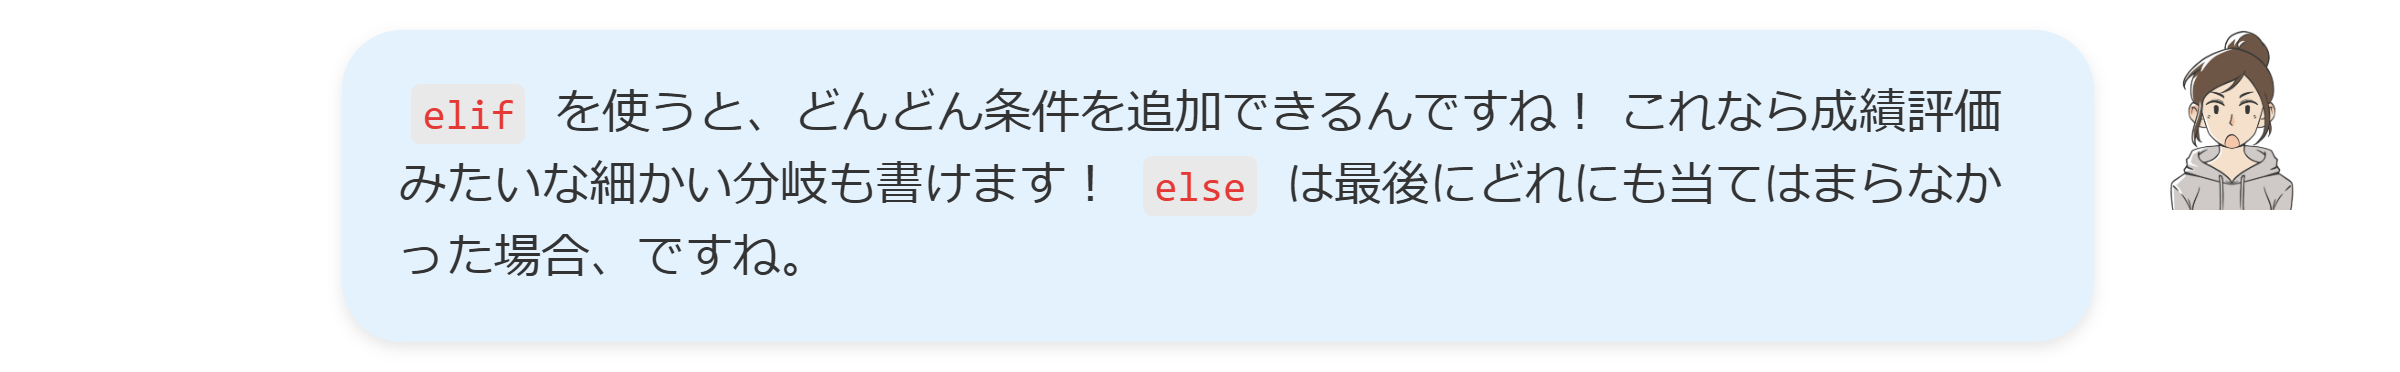 elif を使うと、どんどん条件を追加できるんですね！ これなら成績評価
みたいな細かい分岐も書けます！ else は最後にどれにも当てはまらなか
った場合、ですね。